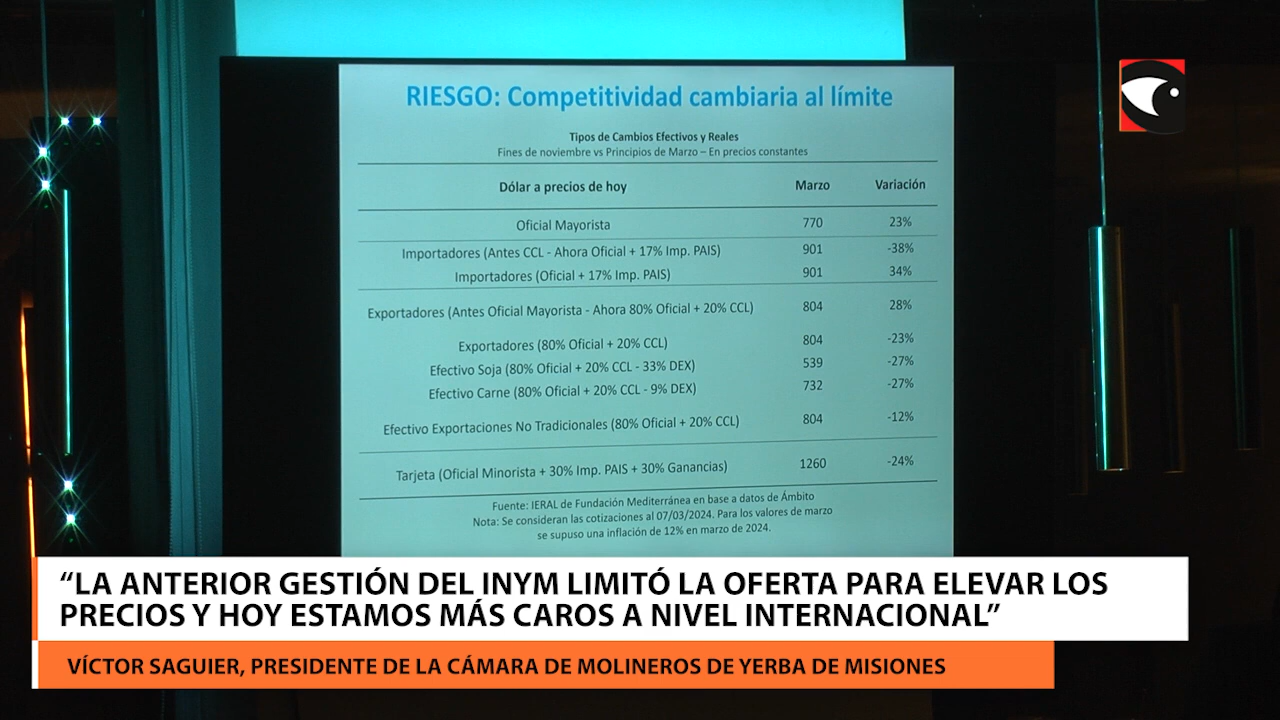 RIESGO: Competitividad cambiaria al límite
Tipos de Cambios Efectivos y Reales
Fines de noviembre vs Principios de Marzo – En precios constantes
Dólar a precios de hoy Marzo Variación
Oficial Mayorista 770 23%
Importadores (Antes CCL - Ahora Oficial + 17% Imp. PAIS) 901 -38%
Importadores (Oficial + 17% Imp. PAIS) 901 34%
Exportadores (Antes Oficial Mayorista - Ahora 80% Oficial + 20% CCL) 804 28%
Exportadores (80% Oficial + 20% CCL) 804 -23%
Efectivo Soja (80% Oficial + 20% CCL - 33% DEX) 539 -27%
Efectivo Carne (80% Oficial + 20% CCL - 9% DEX) 732 -27%
Efectivo Exportaciones No Tradicionales (80% Oficial + 20% CCL) 804 -12%
Tarjeta (Oficial Minorista + 30% Imp. PAIS + 30% Ganancias) 1260 -24%
Fuente: IERAL de Fundación Mediterránea en base a datos de Ámbito
Nota: Se consideran las cotizaciones al 07/03/2024. Para los valores de marzo
se supuso una inflación de 12% en marzo de 2024.
“LA ANTERIOR GESTIÓN DEL INYM LIMITÓ LA OFERTA PARA ELEVAR LOS
PRECIOS Y HOY ESTAMOS MÁS CAROS A NIVEL INTERNACIONAL”
VÍCTOR SAGUIER, PRESIDENTE DE LA CÁMARA DE MOLINEROS DE YERBA DE MISIONES